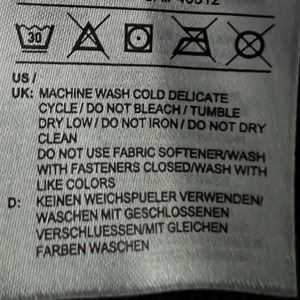 30
US /
UK: MACHINE WASH COLD DELICATE
CYCLE / DO NOT BLEACH / TUMBLE
DRY LOW / DO NOT IRON / DO NOT DRY
CLEAN
DO NOT USE FABRIC SOFTENER/WASH
WITH FASTENERS CLOSED/WASH WITH
LIKE COLORS
D: KEINEN WEICHSPUELER VERWENDEN/
WASCHEN MIT GESCHLOSSENEN
VERSCHLUESSEN/MIT GLEICHEN
FARBEN WASCHEN